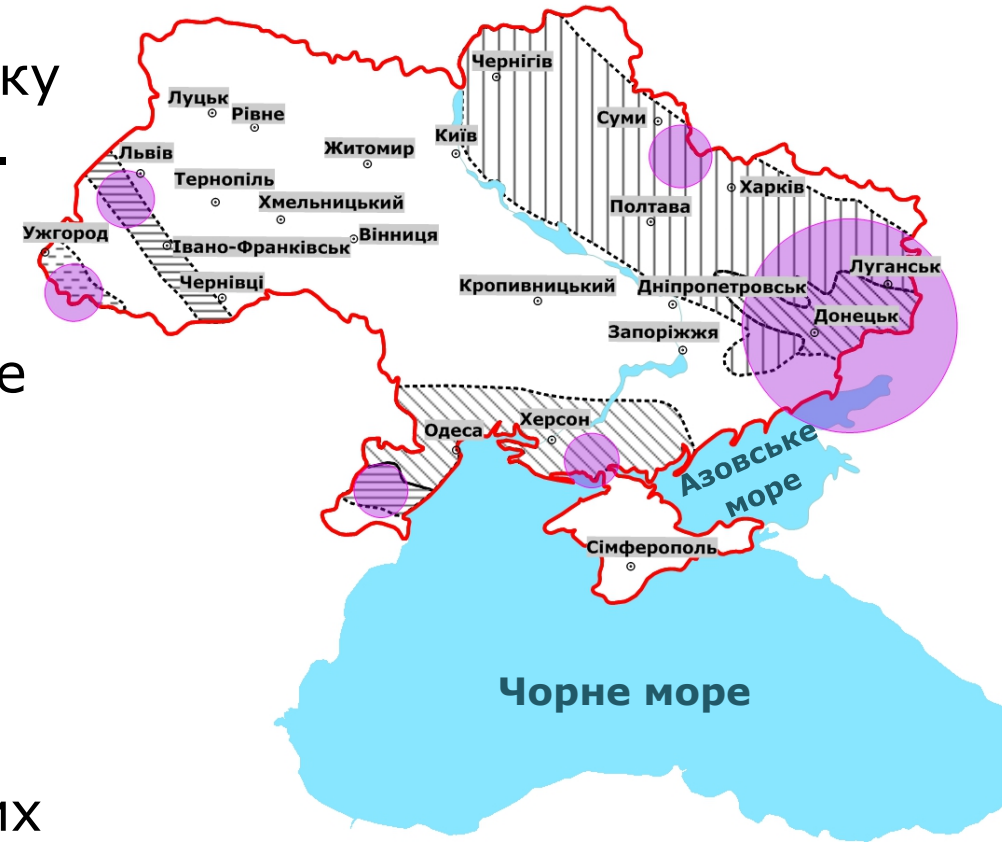 ку
Чернігів
Луцьк
Рівне
Суми
Київ
Житомир
Львів
Тернопіль
Харків
Хмельницький
Полтава
Ужгород
Вінниця
Івано-Франківськ
Луганськ
Чернівці
Кропивницький
Дніпропетровськ
Донецьк
Запоріжжя
е
Херсон
Одеса
Азовське
море
Сімферополь
Чорне море
их